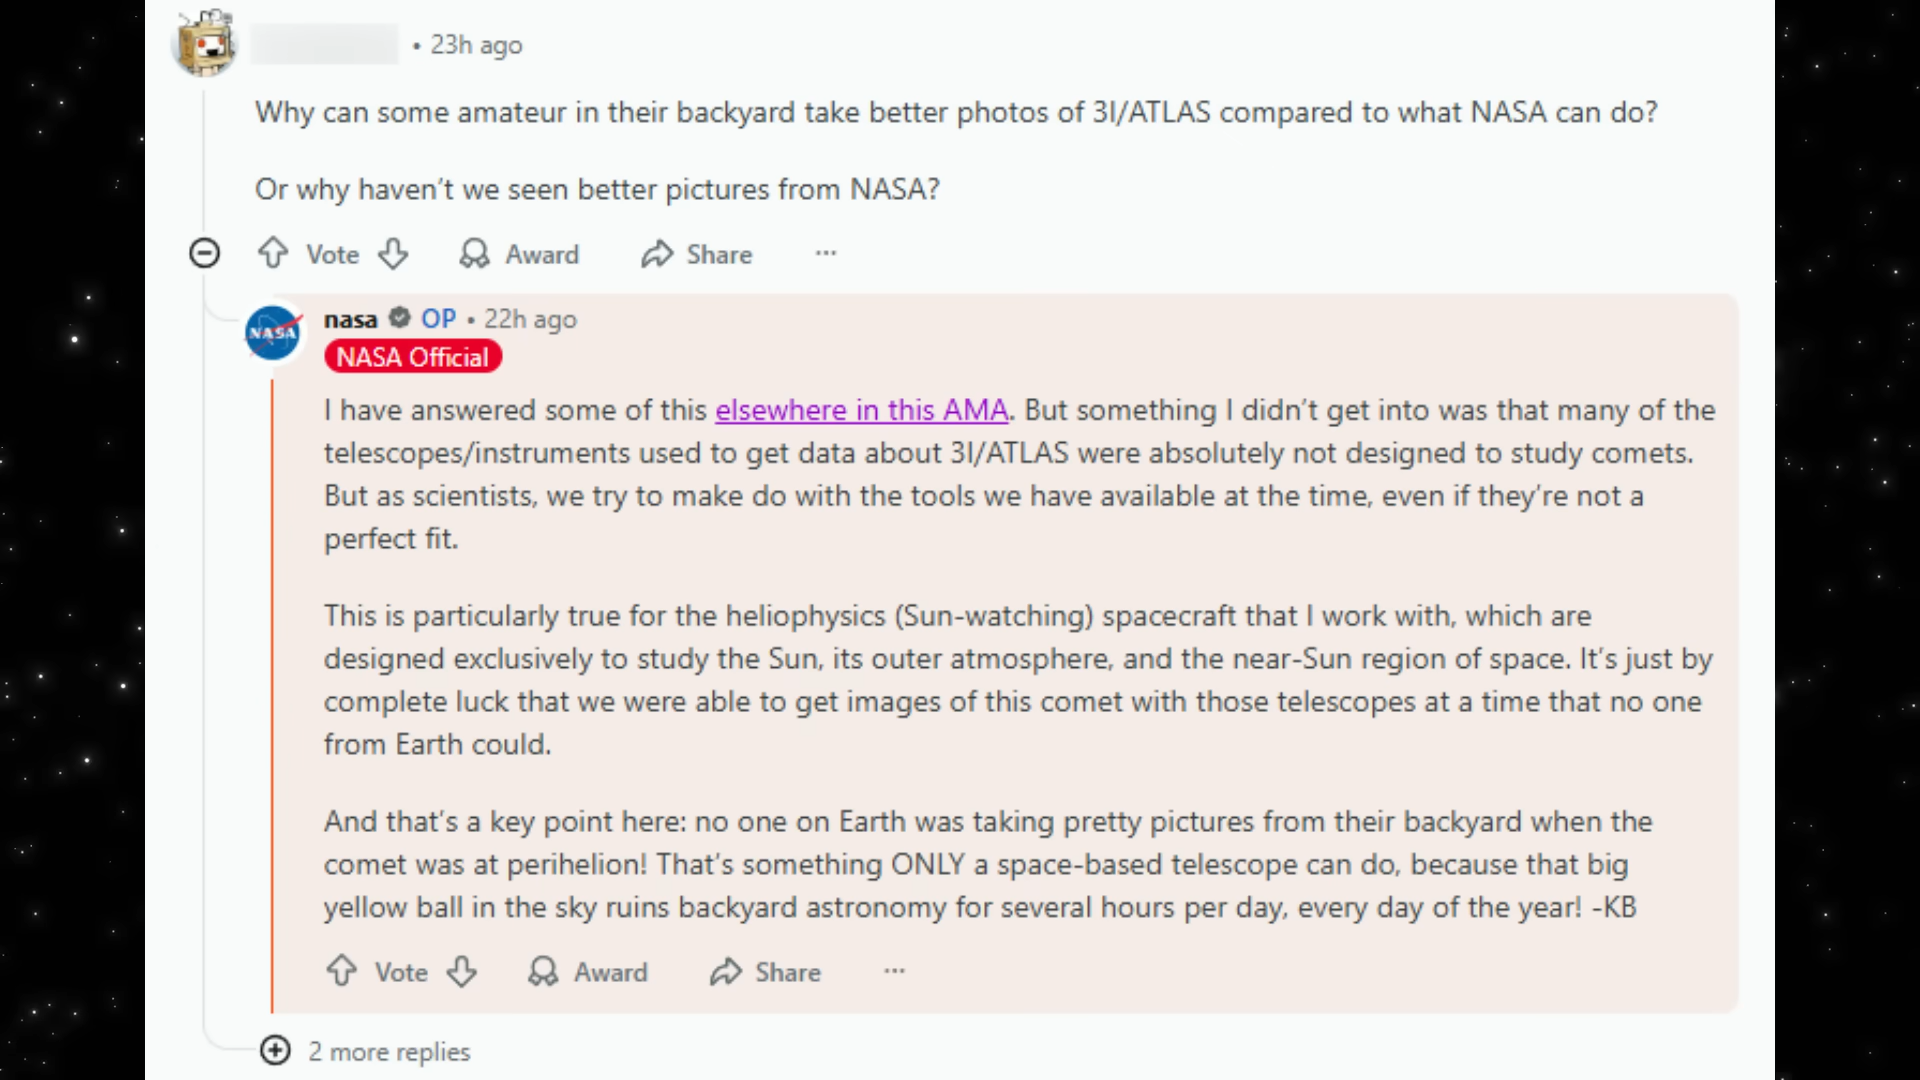 • 23h ago
Why can some amateur in their backyard take better photos of 3I/ATLAS compared to what NASA can do?
Or why haven’t we seen better pictures from NASA?
Vote Award Share ...
NASA
nasa OP • 22h ago
NASA Official
I have answered some of this elsewhere in this AMA. But something I didn’t get into was that many of the
telescopes/instruments used to get data about 3I/ATLAS were absolutely not designed to study comets.
But as scientists, we try to make do with the tools we have available at the time, even if they’re not a
perfect fit.
This is particularly true for the heliophysics (Sun-watching) spacecraft that I work with, which are
designed exclusively to study the Sun, its outer atmosphere, and the near-Sun region of space. It’s just by
complete luck that we were able to get images of this comet with those telescopes at a time that no one
from Earth could.
And that’s a key point here: no one on Earth was taking pretty pictures from their backyard when the
comet was at perihelion! That’s something ONLY a space-based telescope can do, because that big
yellow ball in the sky ruins backyard astronomy for several hours per day, every day of the year! -KB
Vote Award Share ...
2 more replies